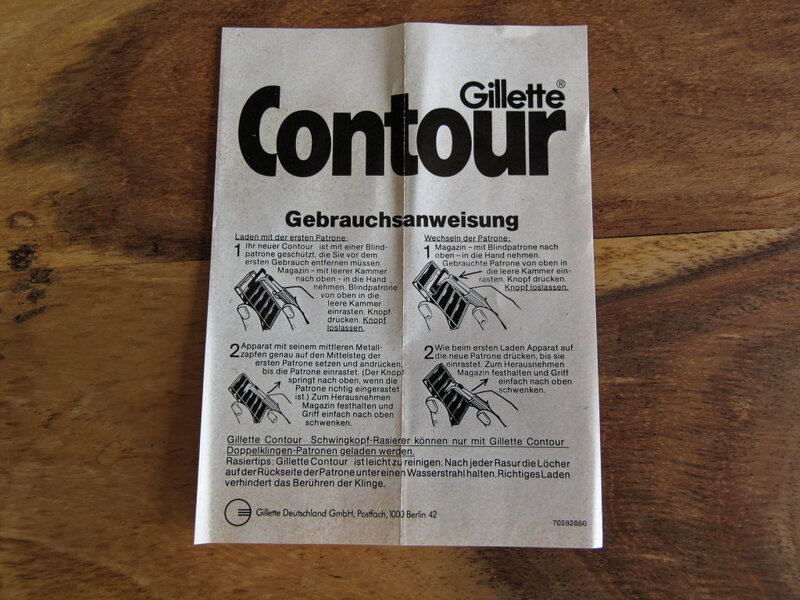 Gillette®
Contour
Gebrauchsanweisung
Laden mit der ersten Patrone:
1 Ihr neuer Contour ist mit einer Blind-
patrone geschützt, die Sie vor dem
ersten Gebrauch entfernen müssen.
Magazin – mit leerer Kammer
nach oben – in die Hand
nehmen. Blindpatrone
von oben in die
leere Kammer
einrasten. Knopf
drücken. Knopf
loslassen.
2 Apparat mit seinem mittleren Metall-
zapfen genau auf den Mittelsteg der
ersten Patrone setzen und andrücken,
bis die Patrone einrastet. (Der Knopf
springt nach oben, wenn die
Patrone richtig eingerastet
ist.) Zum Herausnehmen
Magazin festhalten und
Griff einfach nach oben
schwenken.
Wechseln der Patrone:
1 Magazin – mit Blindpatrone nach
oben – in die Hand nehmen.
Gebrauchte Patrone von oben in
die leere Kammer ein-
rasten. Knopf drücken.
Knopf loslassen.
2 Wie beim ersten Laden Apparat auf
die neue Patrone drücken, bis sie
einrastet. Zum Herausnehmen
Magazin festhalten und Griff
einfach nach oben
schwenken.
Gillette Contour Schwingkopf-Rasierer können nur mit Gillette Contour
Doppelklingen-Patronen geladen werden.
Rasiertips: Gillette Contour ist leicht zu reinigen. Nach jeder Rasur die Löcher
auf der Rückseite der Patrone unter einen Wasserstrahl halten. Richtiges Laden
verhindert das Berühren der Klinge.
Gillette Deutschland GmbH, Postfach, 1000 Berlin 42
70282880